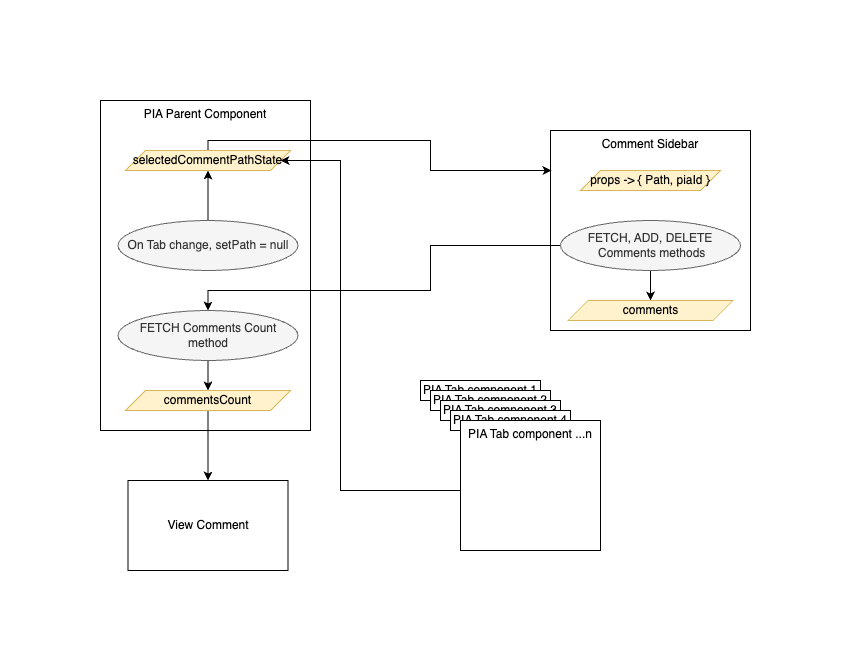 PIA Parent Component
selectedCommentPathState
On Tab change, setPath = null
FETCH Comments Count
method
commentsCount
View Comment
Comment Sidebar
props -> { Path, piaId }
FETCH, ADD, DELETE
Comments methods
comments
PIA Tab component 1
PIA Tab component 2
PIA Tab component 3
PIA Tab component 4
PIA Tab component ...n